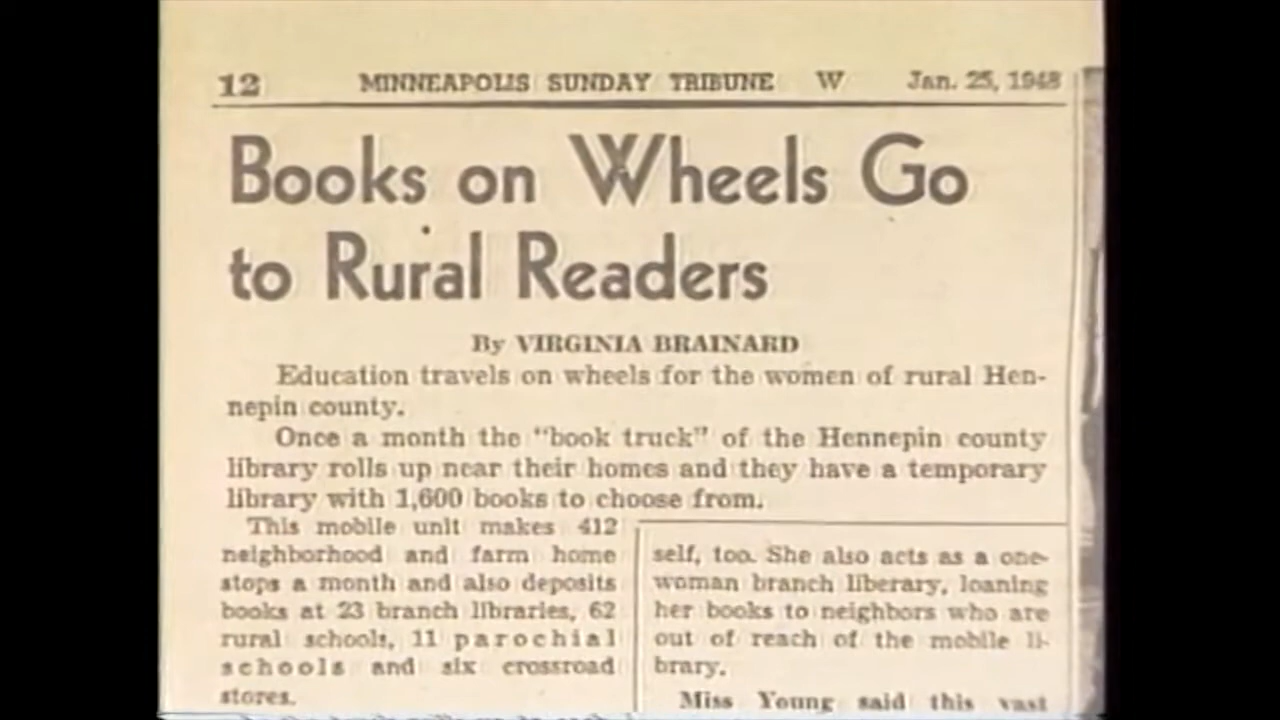 12 MINNEAPOLIS SUNDAY TRIBUNE W Jan. 25, 1948
Books on Wheels Go
to Rural Readers
By VIRGINIA BRAINARD
Education travels on wheels for the women of rural Hen-
nepin county.
Once a month the "book truck" of the Hennepin county
library rolls up near their homes and they have a temporary
library with 1,600 books to choose from.
This mobile unit makes 412
neighborhood and farm home
stops a month and also deposits
books at 23 branch libraries, 62
rural schools, 11 parochial
schools and six crossroad
stores.
self, too. She also acts as a one-
woman branch liberary, loaning
her books to neighbors who are
out of reach of the mobile li-
brary.
Miss Young said this vast